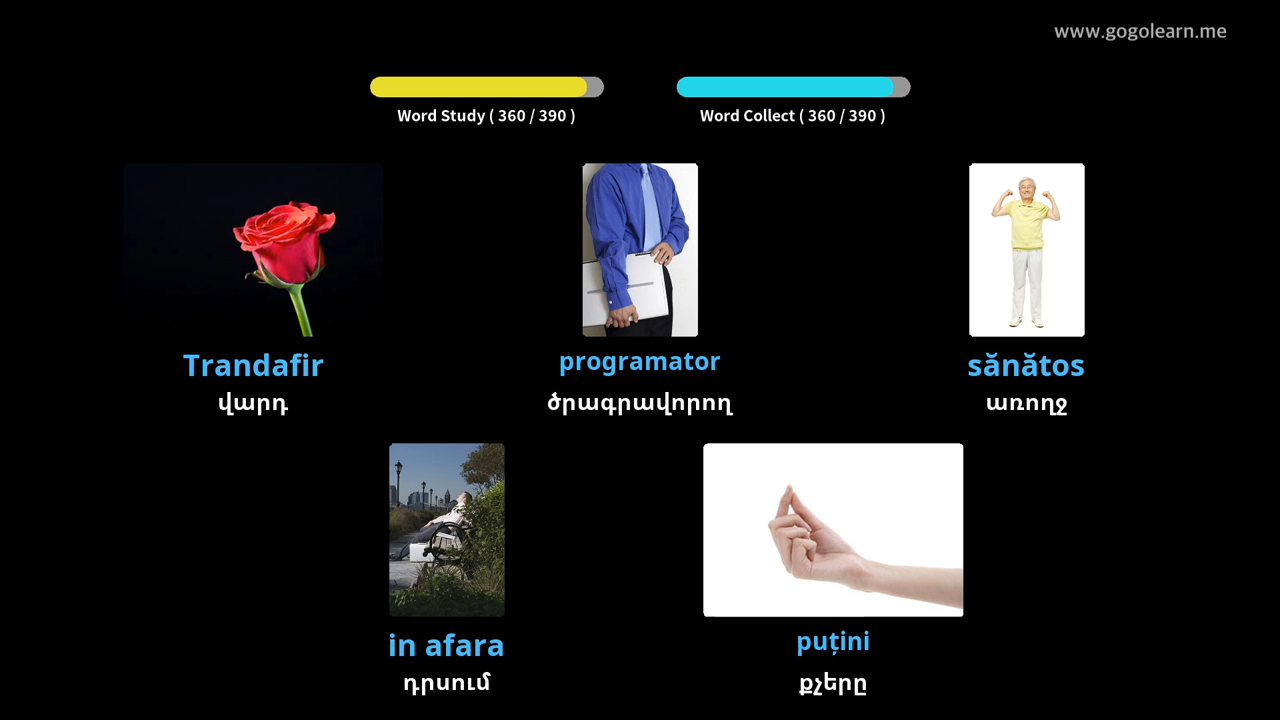 www.gogolearn.me
Word Study ( 360 / 390 )
Word Collect ( 360 / 390 )
Trandafir
վարդ
programator
ծրագրավորող
sănătos
առողջ
in afara
դրսում
puțini
քչերը